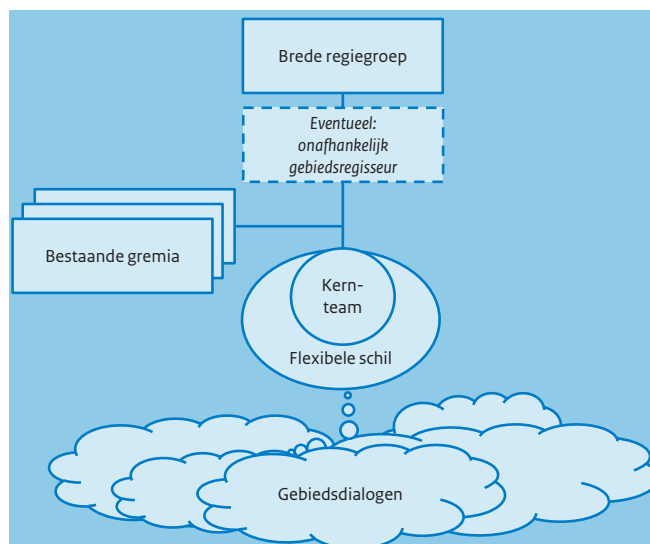 Brede regiegroep
Eventueel:
onafhankelijk
gebiedsregisseur
Bestaande gremia
Kern-
team
Flexibele schil
Gebiedsdialogen